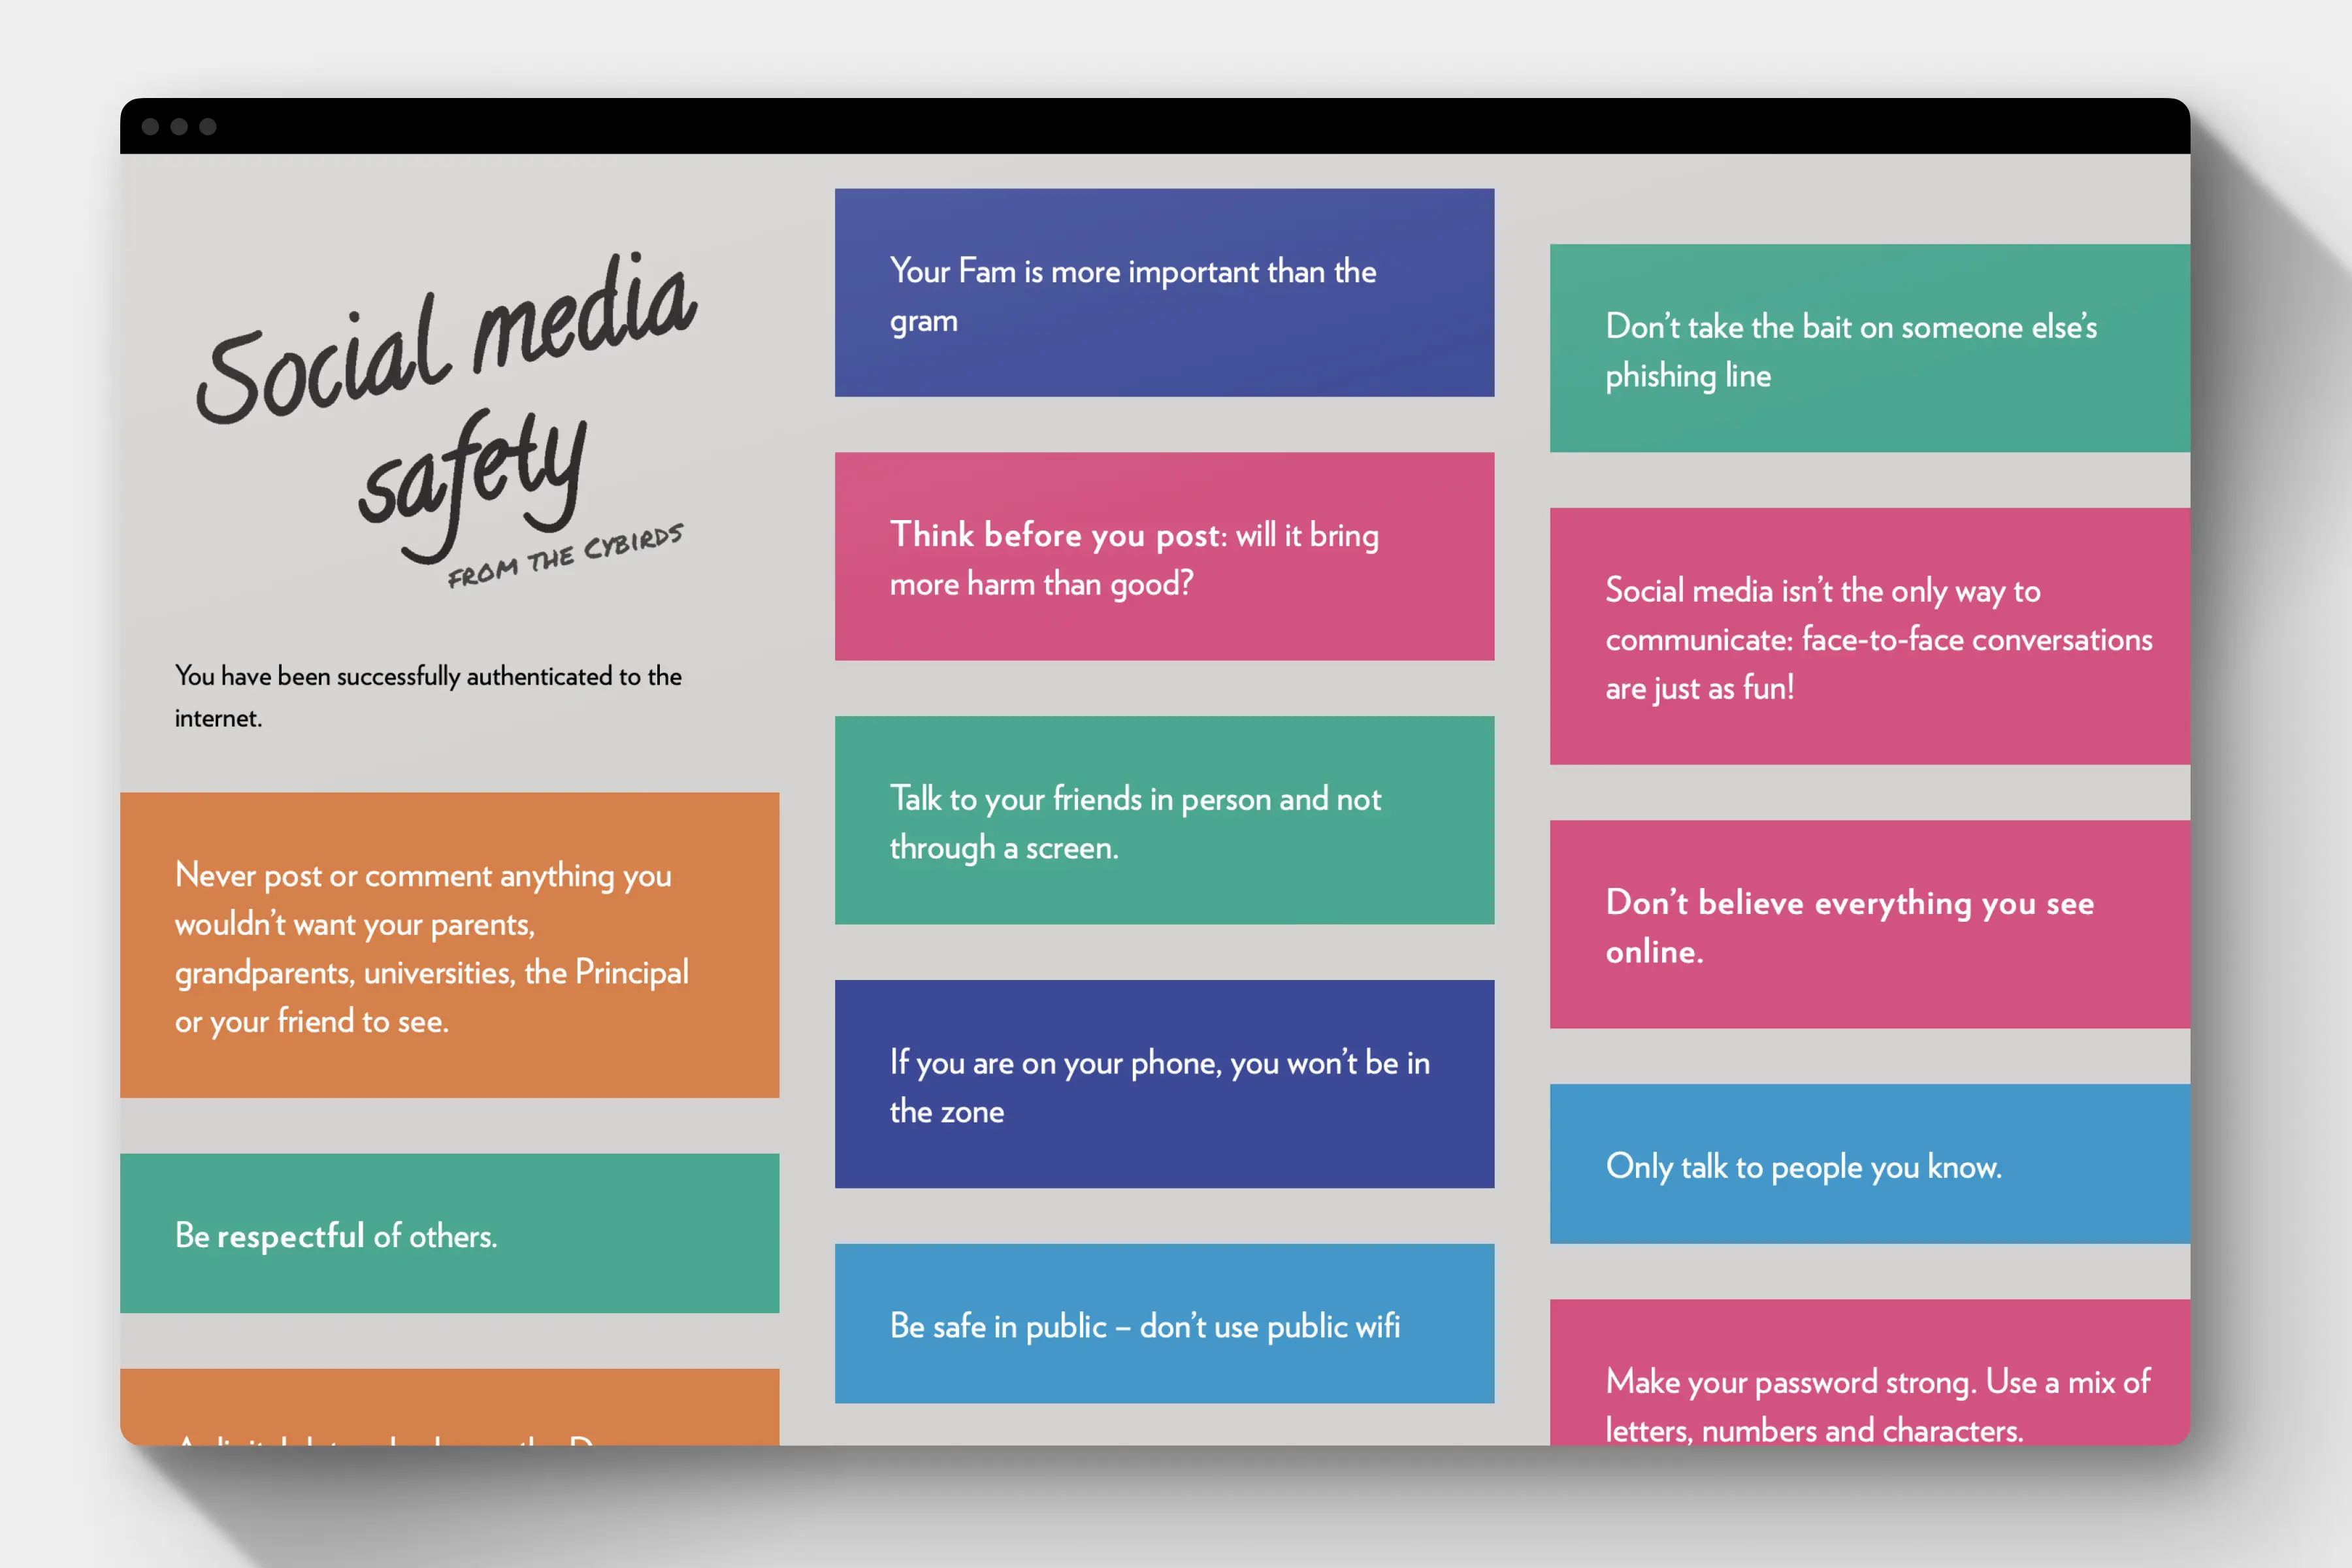 Social media
safety
FROM THE CYBIRDS
You have been successfully authenticated to the
internet.
Never post or comment anything you
wouldn't want your parents,
grandparents, universities, the Principal
or your friend to see.
Be respectful of others.
Your Fam is more important than the
gram
Think before you post: will it bring
more harm than good?
Talk to your friends in person and not
through a screen.
If you are on your phone, you won't be in
the zone
Be safe in public – don't use public wifi
Don't take the bait on someone else's
phishing line
Social media isn't the only way to
communicate: face-to-face conversations
are just as fun!
Don't believe everything you see
online.
Only talk to people you know.
Make your password strong. Use a mix of
letters, numbers and characters.